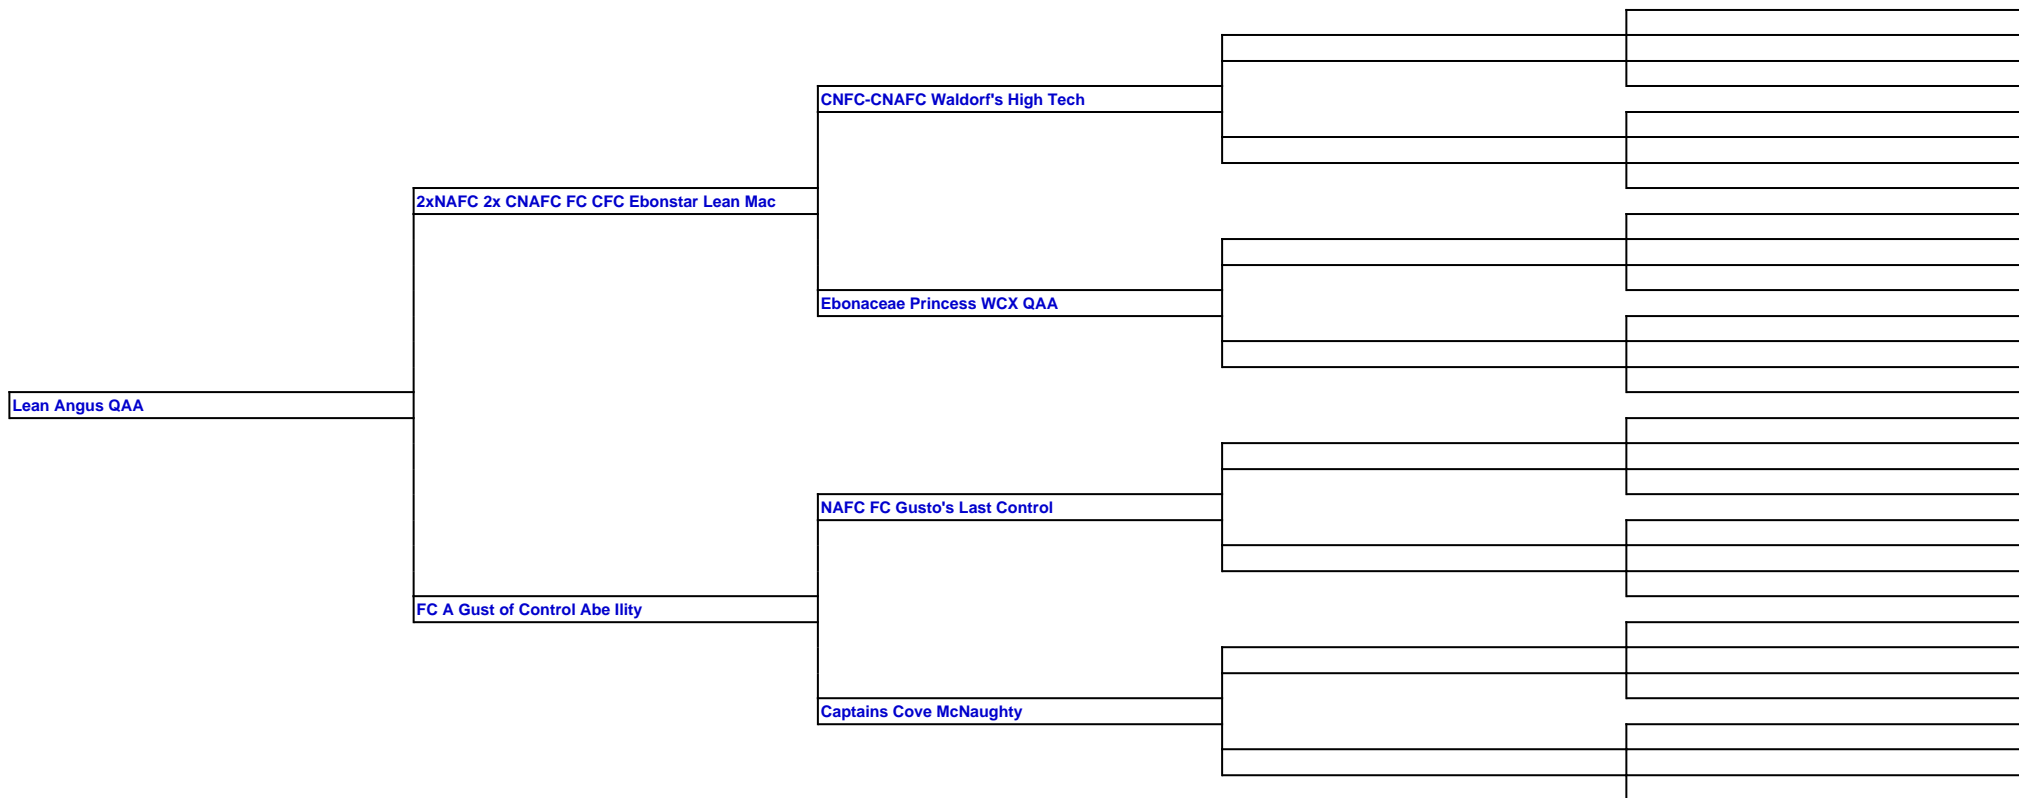 CNFC-CNAFC Waldorf's High Tech
2xNAFC 2x CNAFC FC CFC Ebonstar Lean Mac
Ebonaceae Princess WCX QAA
Lean Angus QAA
NAFC FC Gusto's Last Control
FC A Gust of Control Abe Ility
Captains Cove McNaughty